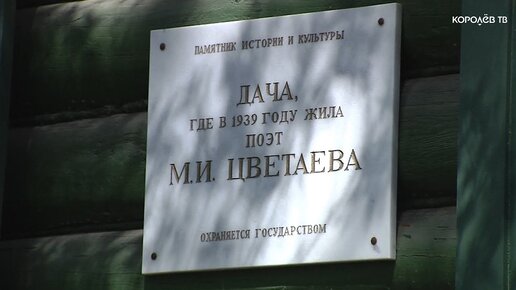 КОРОЛЁВ ТВ
ПАМЯТНИК ИСТОРИИ И КУЛЬТУРЫ
ДАЧА,
ГДЕ В 1939 ГОДУ ЖИЛА
ПОЭТ
М.И. ЦВЕТАЕВА
ОХРАНЯЕТСЯ ГОСУДАРСТВОМ